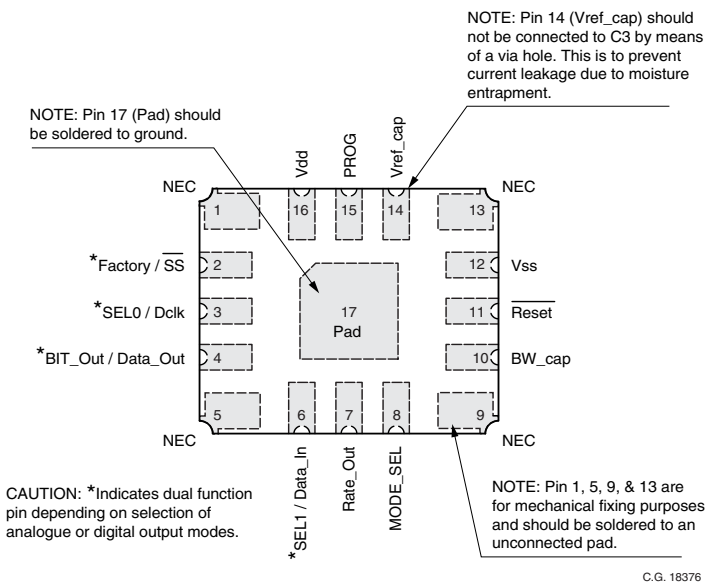 NOTE: Pin 14 (Vref_cap) should
not be connected to C3 by means
of a via hole. This is to prevent
current leakage due to moisture
entrapment.
NOTE: Pin 17 (Pad) should
be soldered to ground.
Vdd
PROG
Vref_cap
NEC
NEC
1
16
15
14
13
*Factory / SS
2
12
Vss
*SEL0 / Dclk
3
17
Pad
11
Reset
*BIT_Out / Data_Out
4
10
BW_cap
5
6
7
8
9
NEC
NEC
*SEL1 / Data_In
Rate_Out
MODE_SEL
CAUTION: *Indicates dual function
pin depending on selection of
analogue or digital output modes.
NOTE: Pin 1, 5, 9, & 13 are
for mechanical fixing purposes
and should be soldered to an
unconnected pad.
C.G. 18376